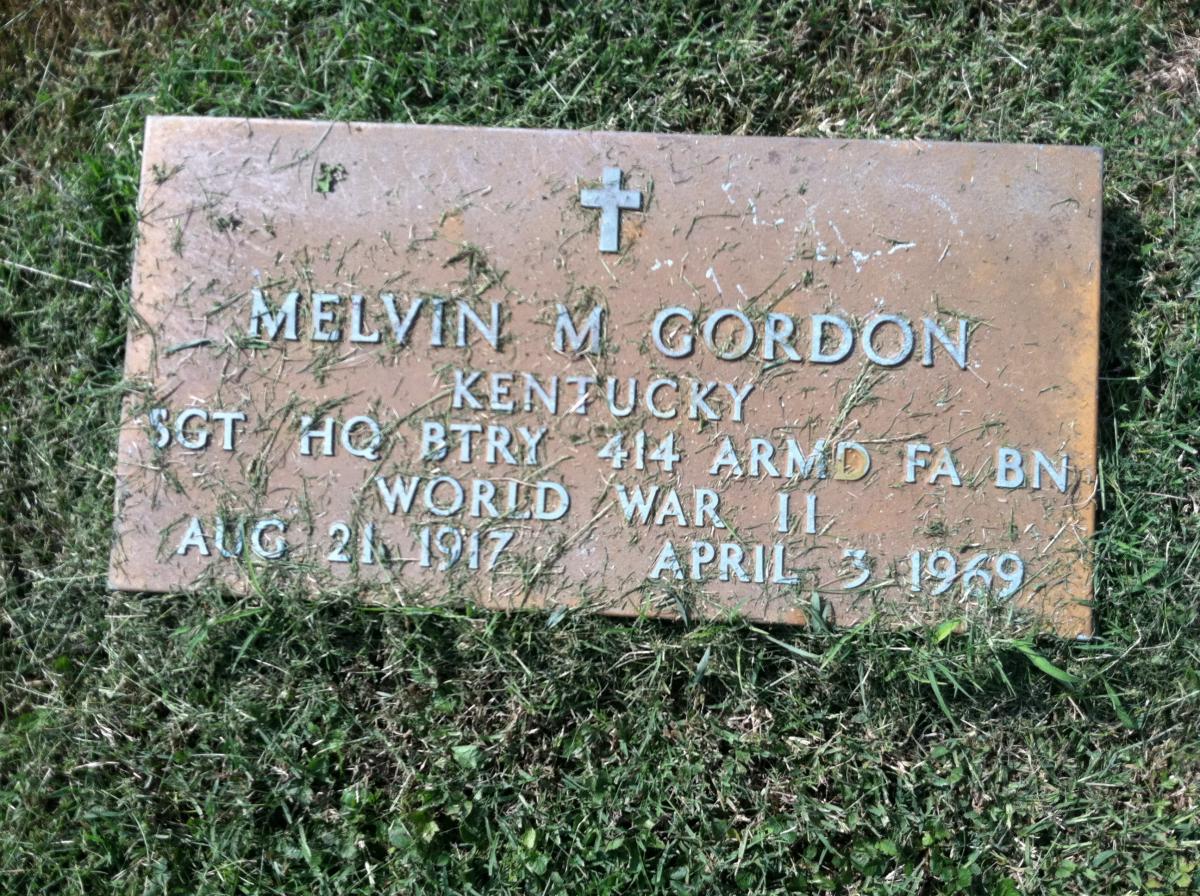 MELVIN M GORDON
KENTUCKY
SGT HQ BTRY 414 ARMD FA BN
WORLD WAR II
AUG 21 1917 APRIL 3 1969